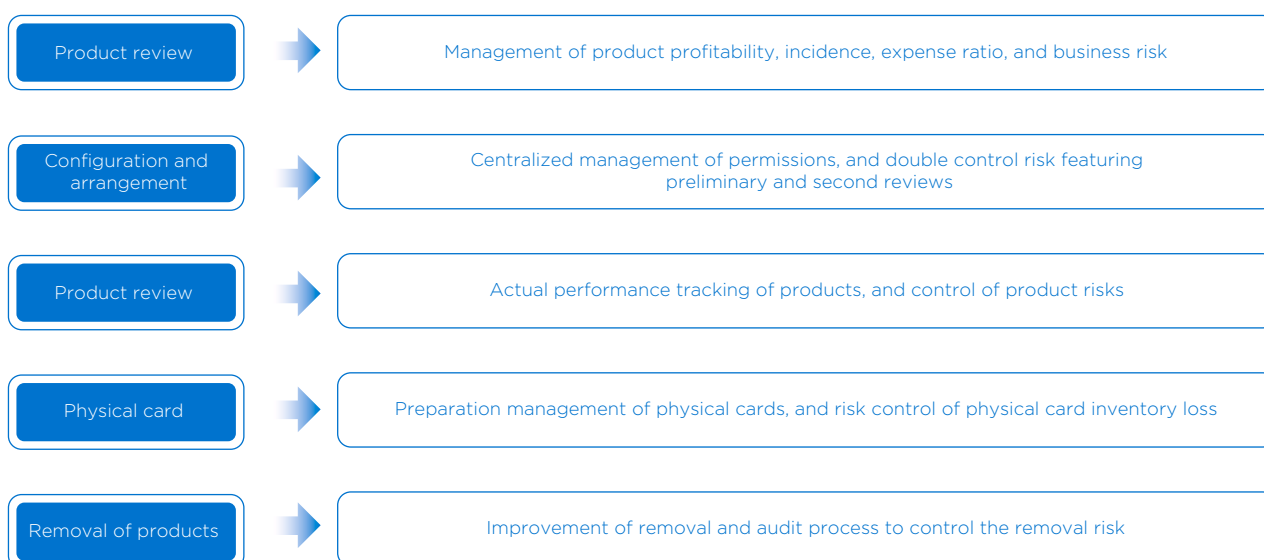 Product review
Management of product profitability, incidence, expense ratio, and business risk
Configuration and
arrangement
Centralized management of permissions, and double control risk featuring
preliminary and second reviews
Product review
Actual performance tracking of products, and control of product risks
Physical card
Preparation management of physical cards, and risk control of physical card inventory loss
Removal of products
Improvement of removal and audit process to control the removal risk